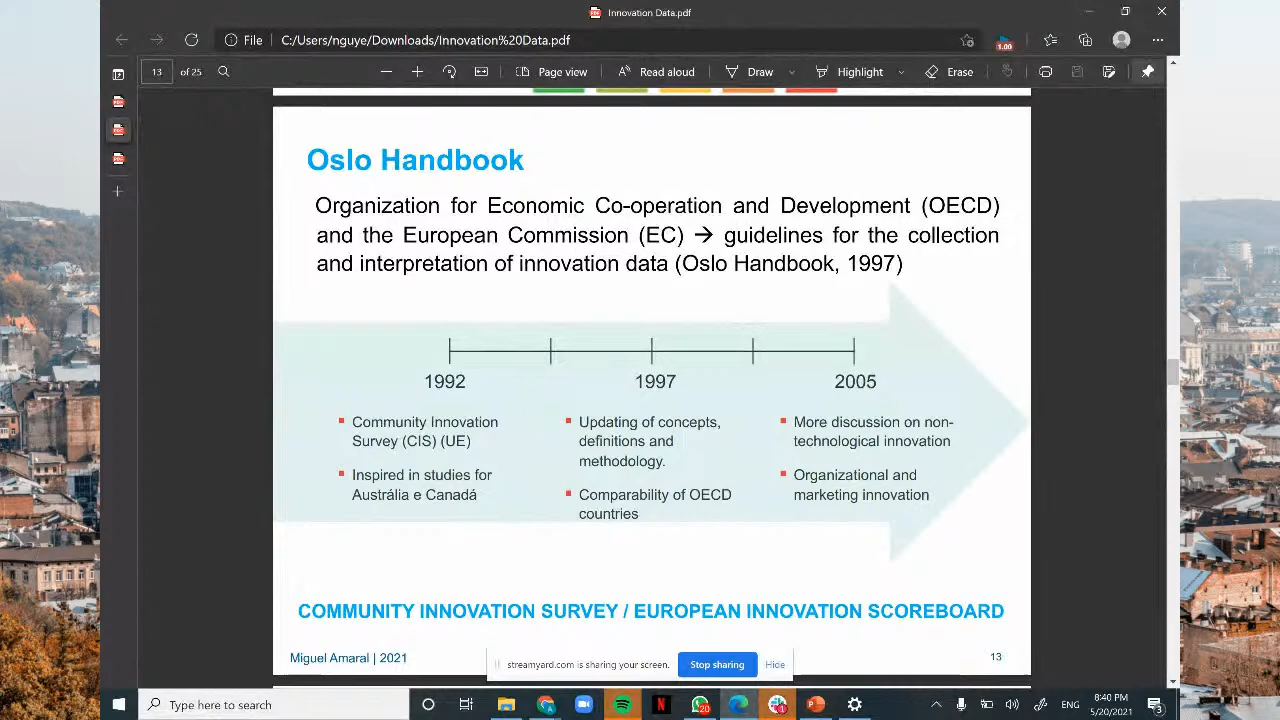 Innovation Data.pdf
File C:/Users/nguye/Downloads/Innovation%20Data.pdf
1.00
13 of 25 Page view Read aloud Draw Highlight Erase
Oslo Handbook
Organization for Economic Co-operation and Development (OECD)
and the European Commission (EC) → guidelines for the collection
and interpretation of innovation data (Oslo Handbook, 1997)
1992 1997 2005
Community Innovation
Survey (CIS) (UE)
Inspired in studies for
Austrália e Canadá
Updating of concepts,
definitions and
methodology.
Comparability of OECD
countries
More discussion on non-
technological innovation
Organizational and
marketing innovation
COMMUNITY INNOVATION SURVEY / EUROPEAN INNOVATION SCOREBOARD
Miguel Amaral | 2021
13
streamyard.com is sharing your screen. Stop sharing Hide
Type here to search
20
ENG
8:40 PM
5/20/2021
3